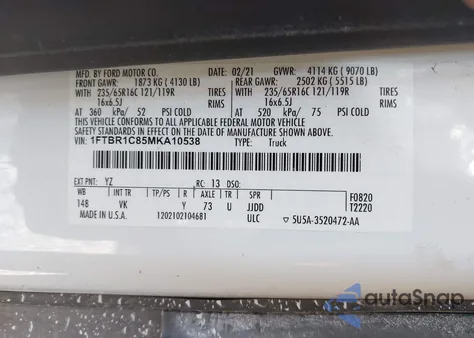 MFD. BY FORD MOTOR CO. 02/21 GVWR: 4114 KG ( 9070 LB)
FRONT GAWR: 1873 KG ( 4130 LB) REAR GAWR: 2502 KG ( 5515 LB)
WITH 235/65R16C 121/119R TIRES WITH 235/65R16C 121/119R TIRES
16x6.5J RIMS 16x6.5J RIMS
AT 360 kPa/ 52 PSI COLD AT 520 kPa/ 75 PSI COLD
THIS VEHICLE CONFORMS TO ALL APPLICABLE FEDERAL MOTOR VEHICLE
SAFETY STANDARDS IN EFFECT ON THE DATE OF MANUFACTURE SHOWN ABOVE.
VIN: 1FTBR1C85MKA10538 TYPE: Truck
EXT PNT: YZ RC: 13 DSO:
WB INT TR TP/PS R AXLE TR SPR F0820
148 VK Y 73 U JJDD T2220
MADE IN U.S.A. 1202102104681 ULC ▽ 5U5A-3520472-AA
autoSnap